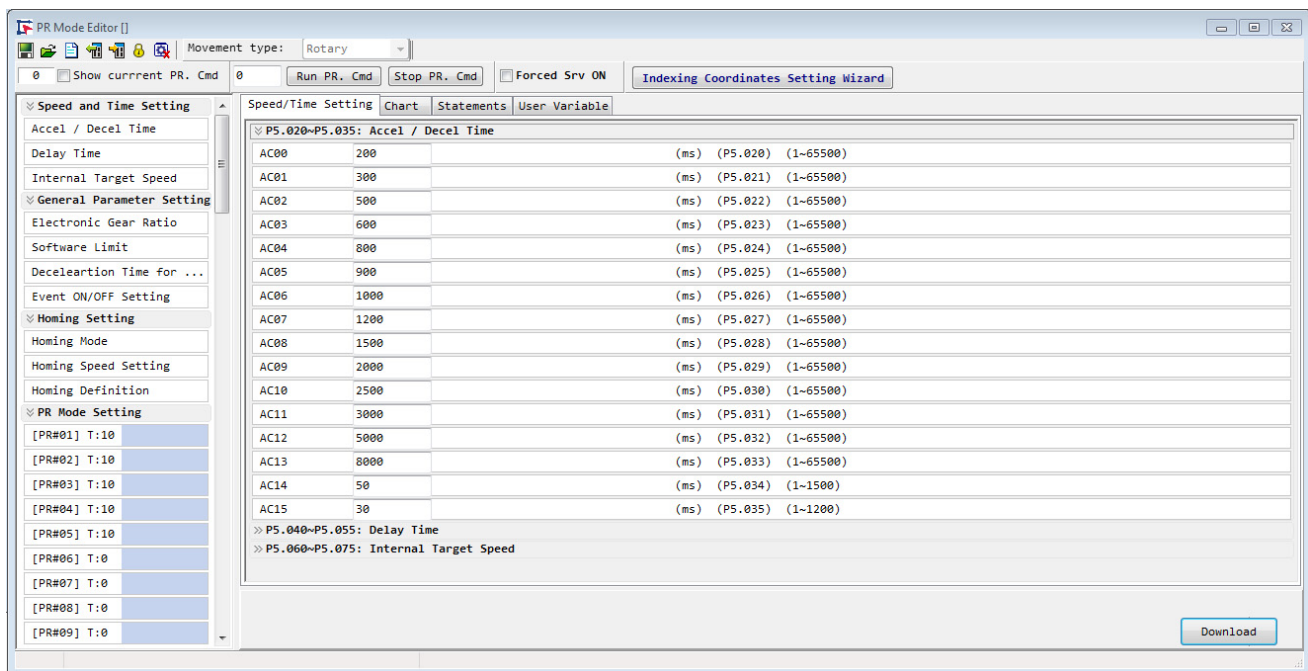 PR Mode Editor []
Movement type: Rotary
0 Show currrent PR. Cmd 0 Run PR. Cmd Stop PR. Cmd Forced Srv ON Indexing Coordinates Setting Wizard
Speed and Time Setting
Accel / Decel Time
Delay Time
Internal Target Speed
General Parameter Setting
Electronic Gear Ratio
Software Limit
Deceleartion Time for ...
Event ON/OFF Setting
Homing Setting
Homing Mode
Homing Speed Setting
Homing Definition
PR Mode Setting
[PR#01] T:10
[PR#02] T:10
[PR#03] T:10
[PR#04] T:10
[PR#05] T:10
[PR#06] T:0
[PR#07] T:0
[PR#08] T:0
[PR#09] T:0
Speed/Time Setting Chart Statements User Variable
P5.020~P5.035: Accel / Decel Time
AC00 200 (ms) (P5.020) (1~65500)
AC01 300 (ms) (P5.021) (1~65500)
AC02 500 (ms) (P5.022) (1~65500)
AC03 600 (ms) (P5.023) (1~65500)
AC04 800 (ms) (P5.024) (1~65500)
AC05 900 (ms) (P5.025) (1~65500)
AC06 1000 (ms) (P5.026) (1~65500)
AC07 1200 (ms) (P5.027) (1~65500)
AC08 1500 (ms) (P5.028) (1~65500)
AC09 2000 (ms) (P5.029) (1~65500)
AC10 2500 (ms) (P5.030) (1~65500)
AC11 3000 (ms) (P5.031) (1~65500)
AC12 5000 (ms) (P5.032) (1~65500)
AC13 8000 (ms) (P5.033) (1~65500)
AC14 50 (ms) (P5.034) (1~1500)
AC15 30 (ms) (P5.035) (1~1200)
P5.040~P5.055: Delay Time
P5.060~P5.075: Internal Target Speed
Download